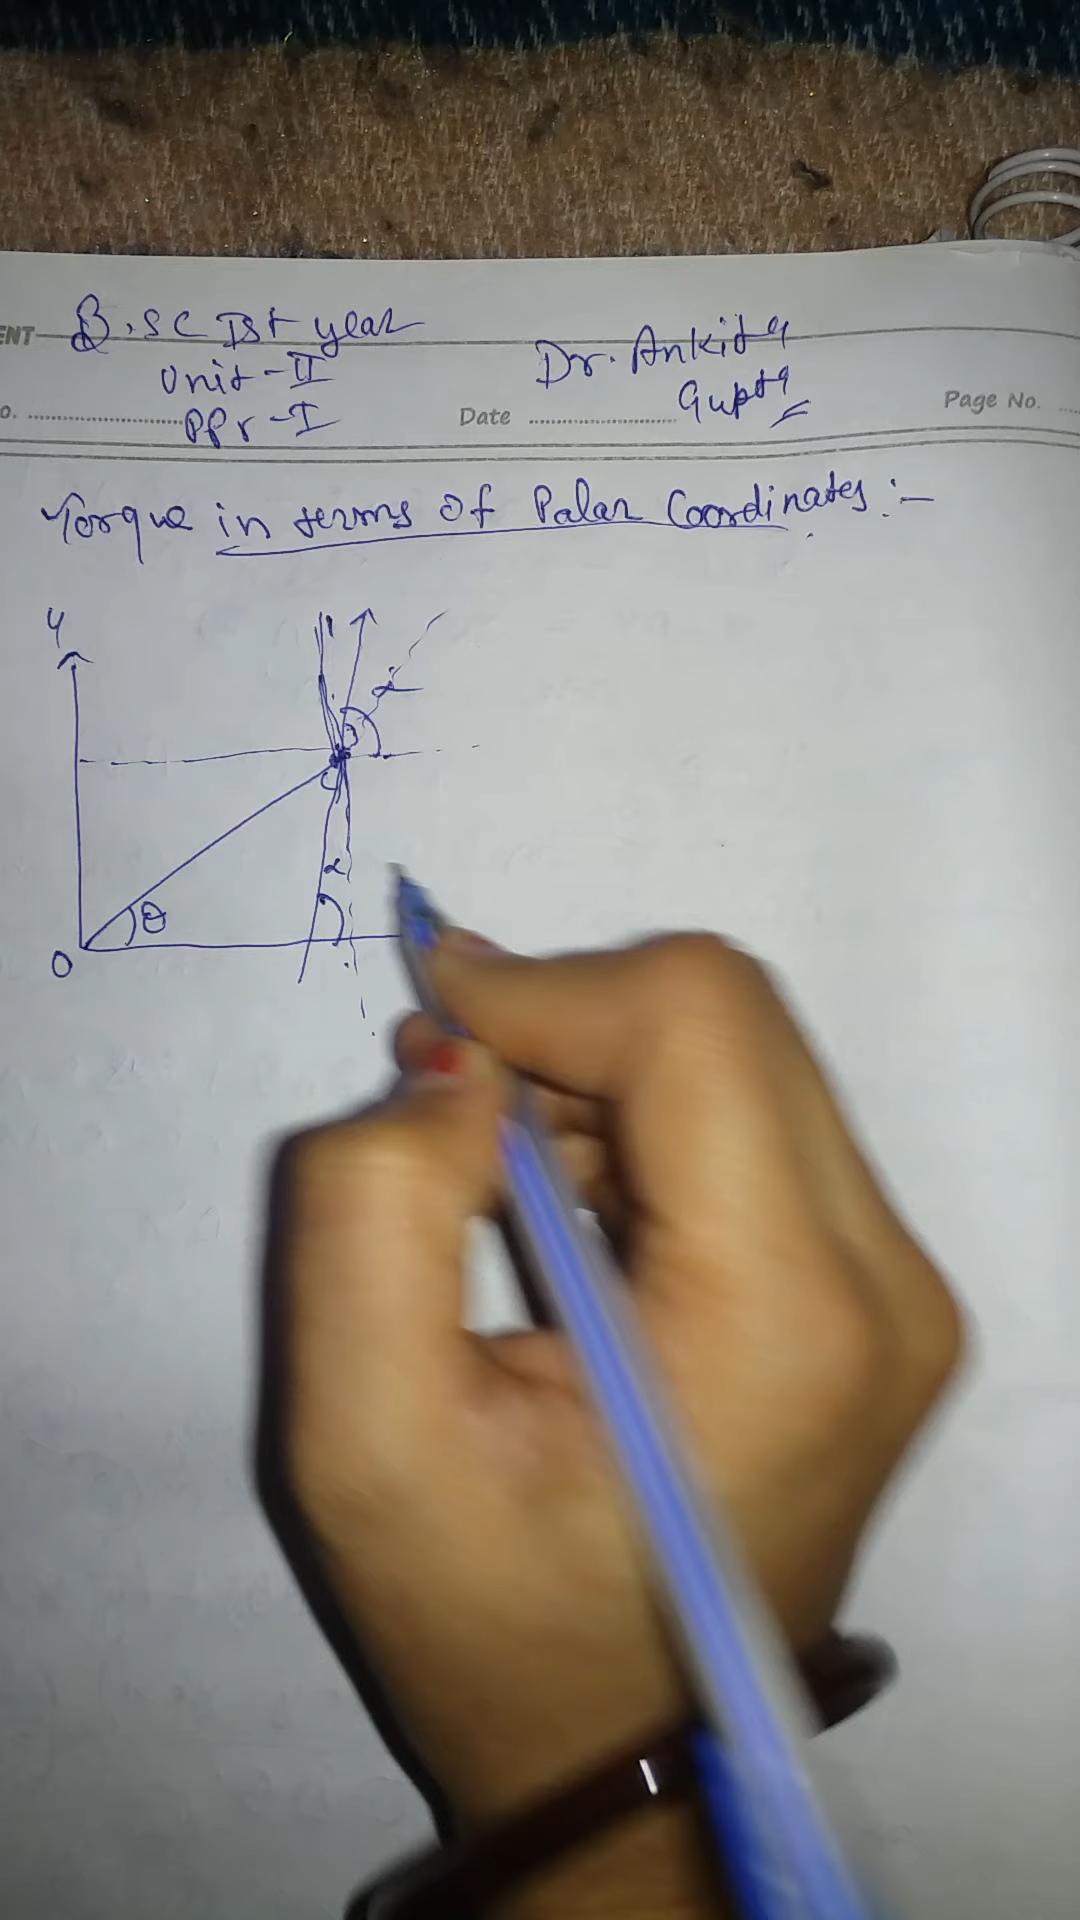 B.SC Ist year
Unit-II
PPr-I
Dr. Ankita
Gupta
ENT
o.
Date
Page No.
Torque in terms of Palar Coordinates :-
Y
α
β
α
θ
O